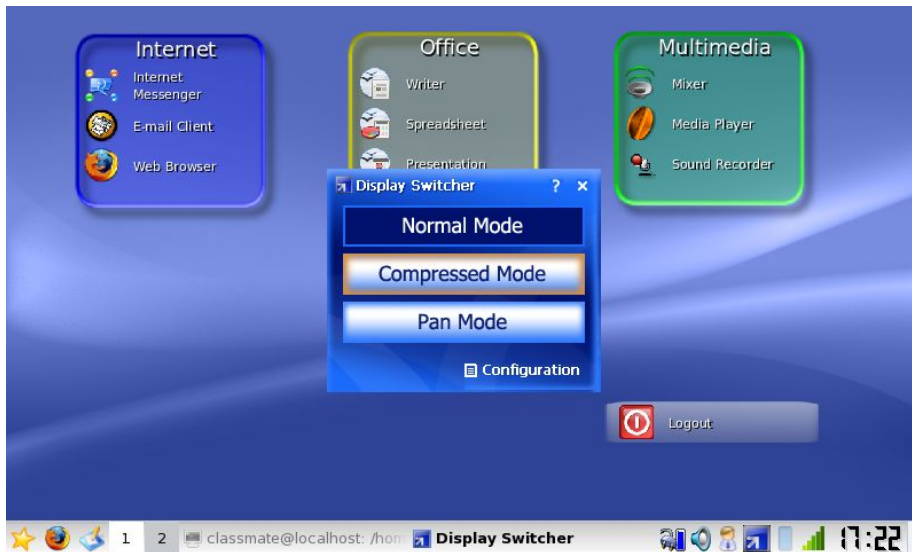 Internet
Internet
Messenger
E-mail Client
Web Browser
Office
Writer
Spreadsheet
Presentation
Multimedia
Mixer
Media Player
Sound Recorder
Display Switcher ? ×
Normal Mode
Compressed Mode
Pan Mode
Configuration
Logout
1 2 classmate@localhost: /hom Display Switcher 17:22